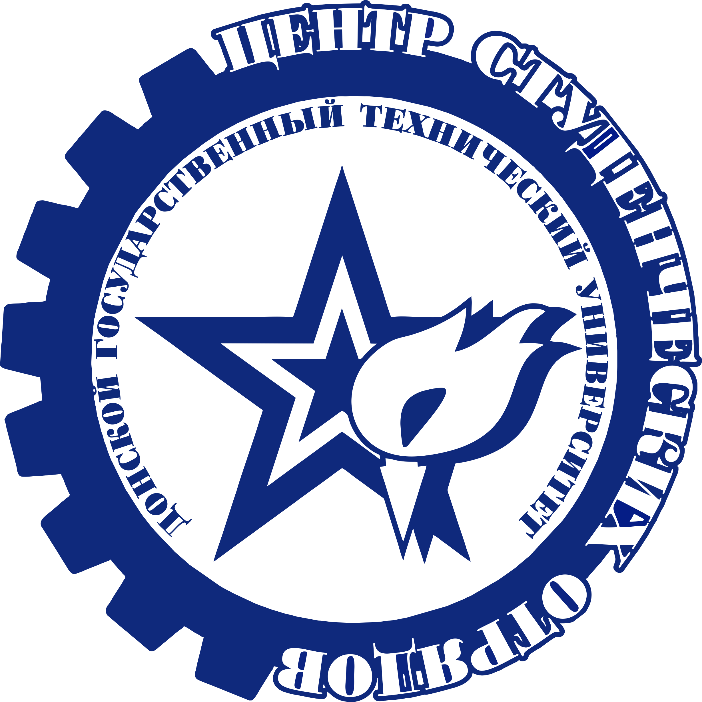 ЦЕНТР СТУДЕНЧЕСКИХ ОТРЯДОВ
ДОНСКОЙ ГОСУДАРСТВЕННЫЙ ТЕХНИЧЕСКИЙ УНИВЕРСИТЕТ